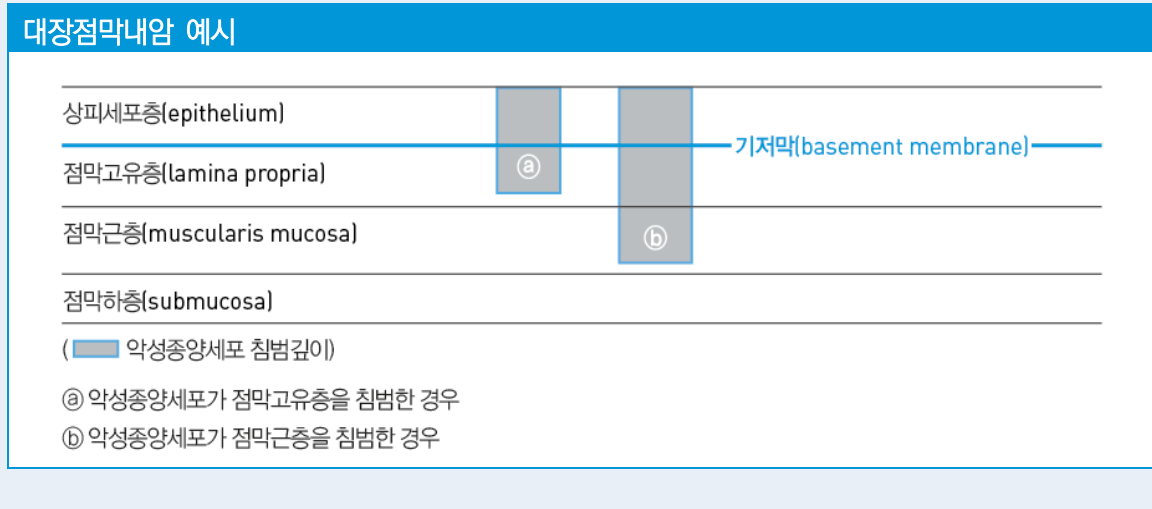 대장점막내암 예시
상피세포층(epithelium)
기저막(basement membrane)
점막고유층(lamina propria)
ⓐ
점막근층(muscularis mucosa)
ⓑ
점막하층(submucosa)
( 악성종양세포 침범깊이)
ⓐ 악성종양세포가 점막고유층을 침범한 경우
ⓑ 악성종양세포가 점막근층을 침범한 경우